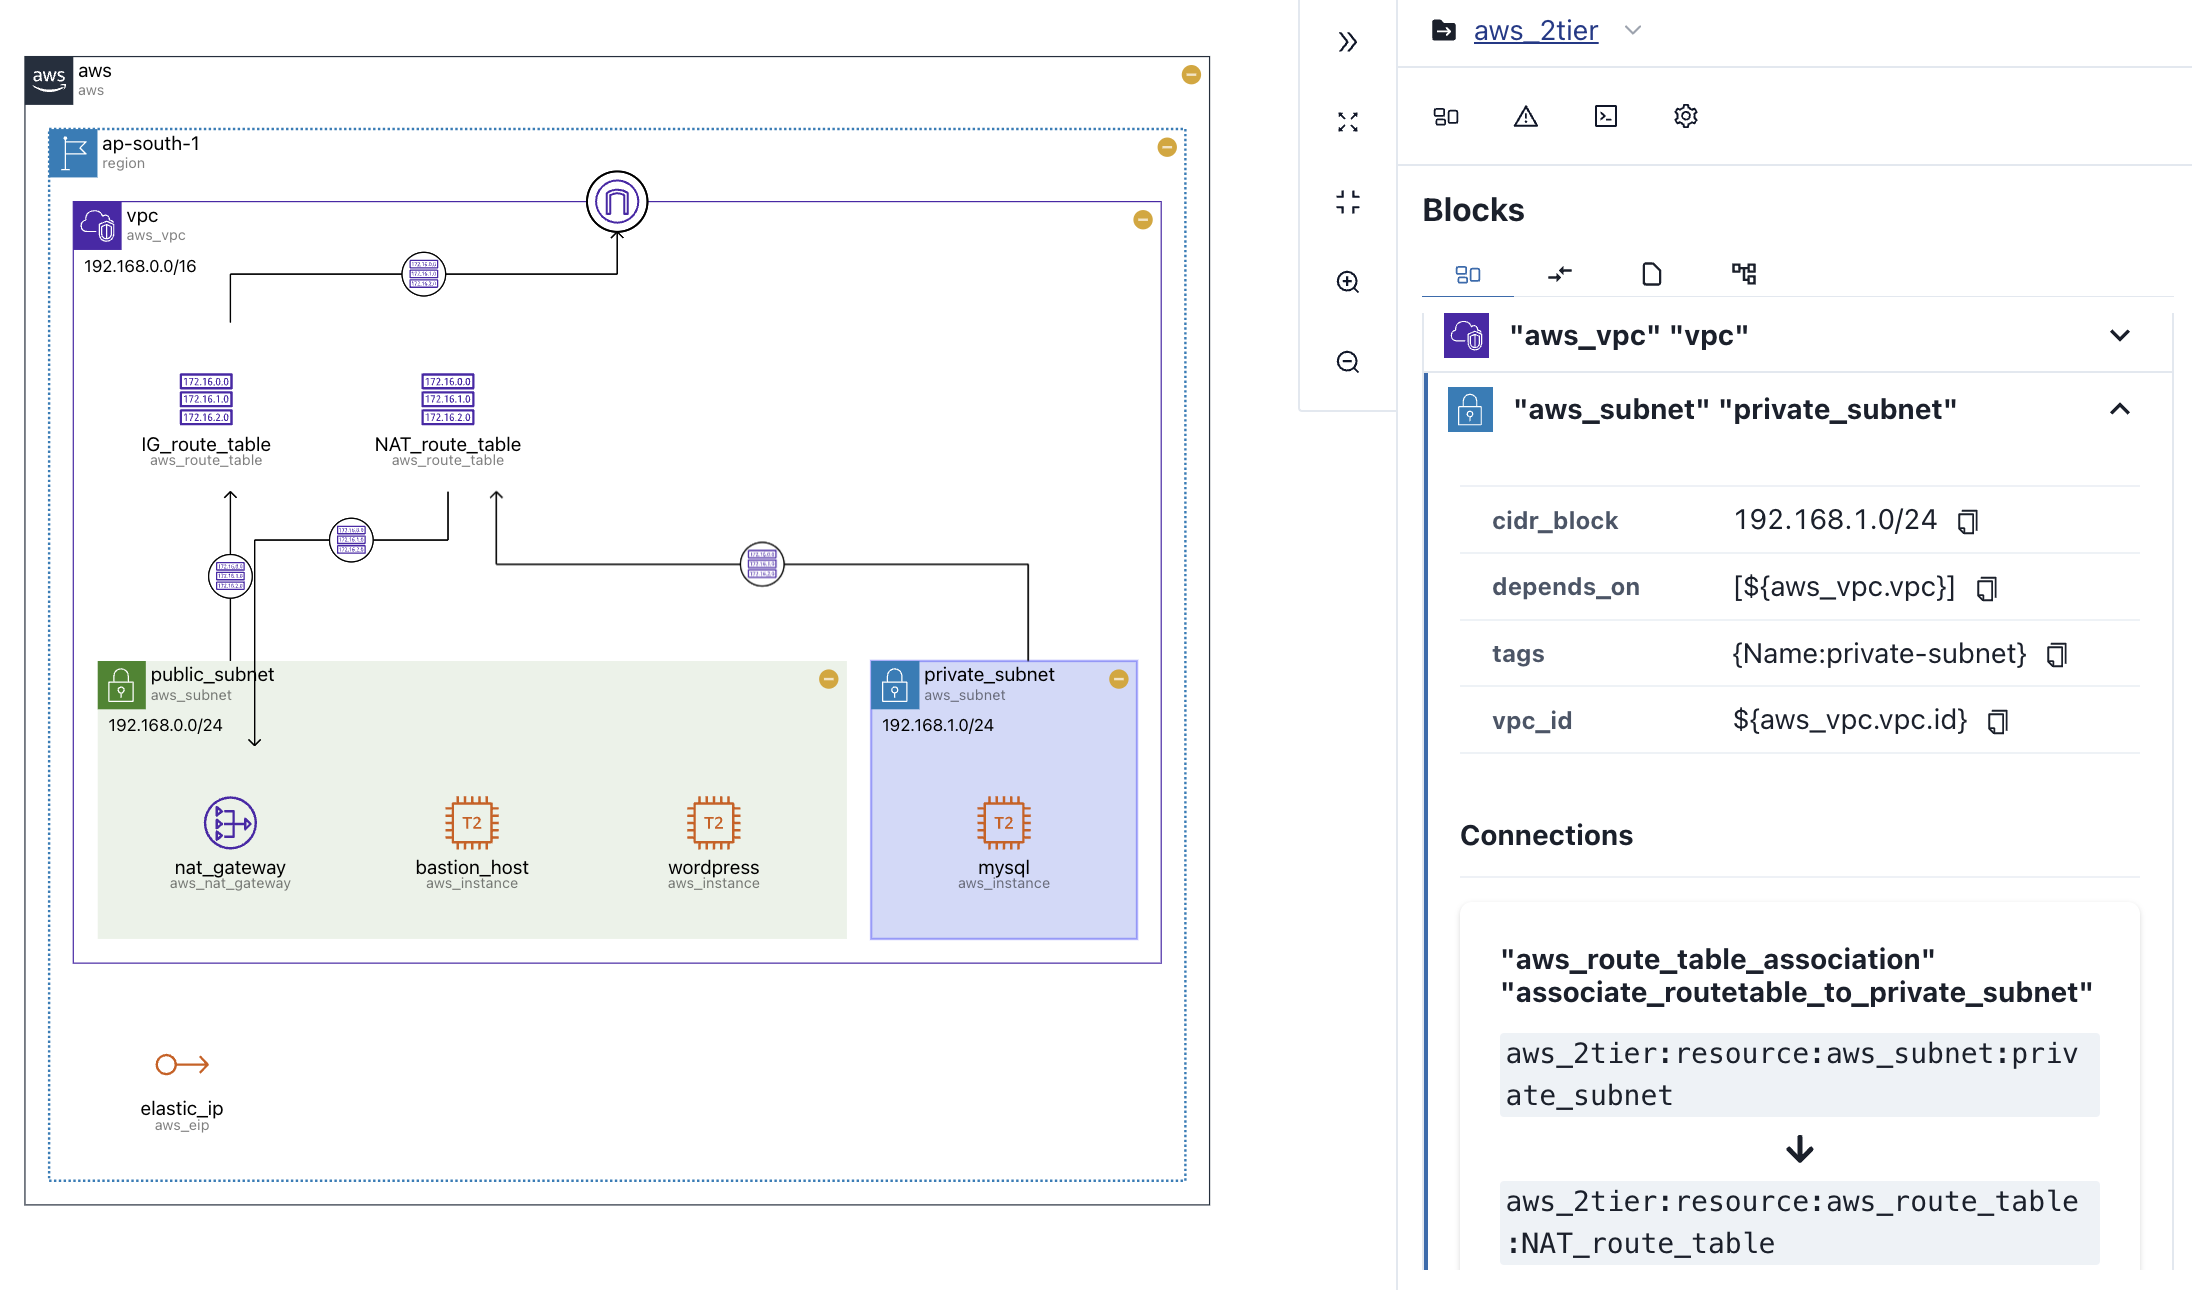 aws
aws
aws
ap-south-1
region
vpc
aws_vpc
192.168.0.0/16
172.16.0.0
172.16.1.0
172.16.2.0
IG_route_table
aws_route_table
172.16.0.0
172.16.1.0
172.16.2.0
NAT_route_table
aws_route_table
public_subnet
aws_subnet
192.168.0.0/24
private_subnet
aws_subnet
192.168.1.0/24
nat_gateway
aws_nat_gateway
T2
bastion_host
aws_instance
T2
wordpress
aws_instance
T2
mysql
aws_instance
elastic_ip
aws_eip
aws_2tier
Blocks
"aws_vpc" "vpc"
"aws_subnet" "private_subnet"
cidr_block 192.168.1.0/24
depends_on [${aws_vpc.vpc}]
tags {Name:private-subnet}
vpc_id ${aws_vpc.vpc.id}
Connections
"aws_route_table_association"
"associate_routetable_to_private_subnet"
aws_2tier:resource:aws_subnet:priv
ate_subnet
aws_2tier:resource:aws_route_table
:NAT_route_table